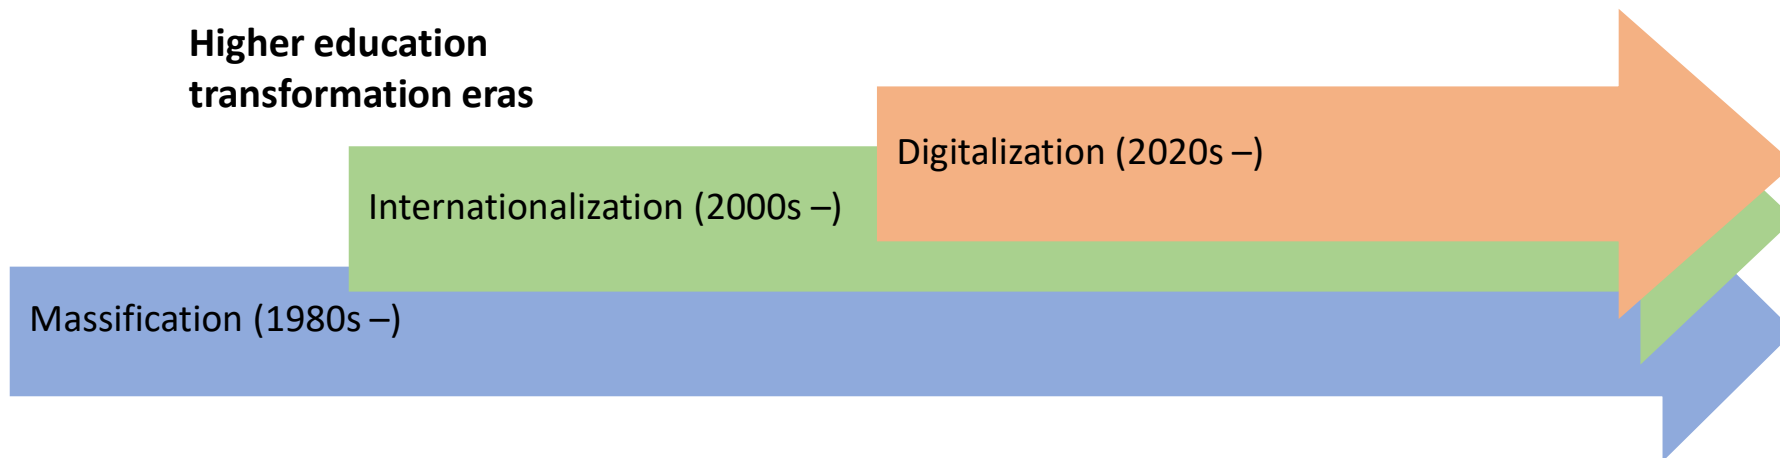 Higher education
transformation eras
Digitalization (2020s –)
Internationalization (2000s –)
Massification (1980s –)